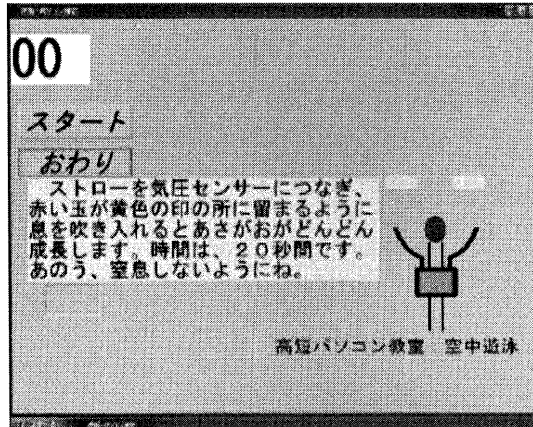 00
スタート
おわり
ストローを気圧センサーにつなぎ、
赤い玉が黄色の印の所に留まるように
息を吹き入れるとあさがおがどんどん
成長します。時間は、20秒間です。
あのう、窒息しないようにね。
高短パソコン教室 空中遊泳